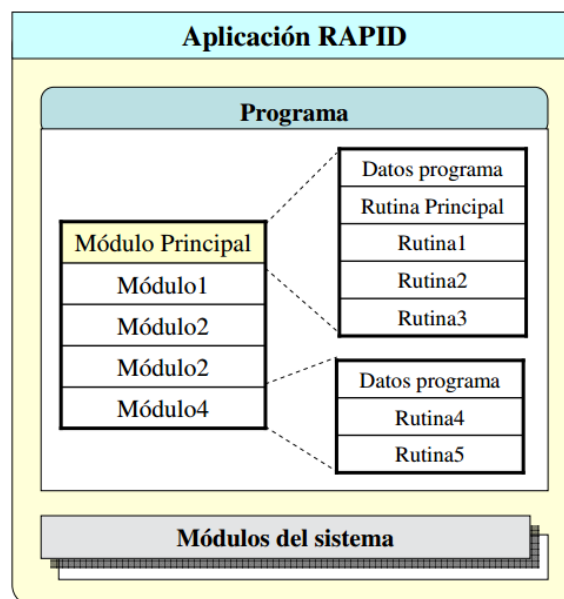 Aplicación RAPID
Programa
Módulo Principal
Módulo1
Módulo2
Módulo2
Módulo4
Datos programa
Rutina Principal
Rutina1
Rutina2
Rutina3
Datos programa
Rutina4
Rutina5
Módulos del sistema